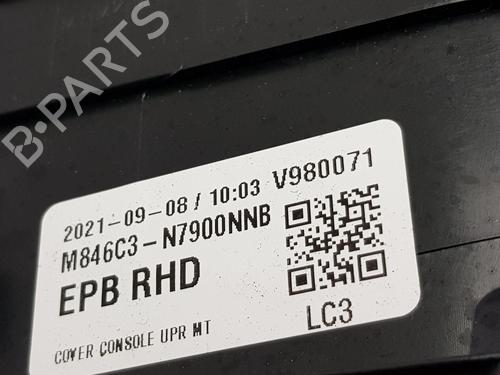 B-PARTS
2021-09-08 / 10:03 V980071
M846C3-N7900NNB
EPB RHD
LC3
COVER CONSOLE UPR MT